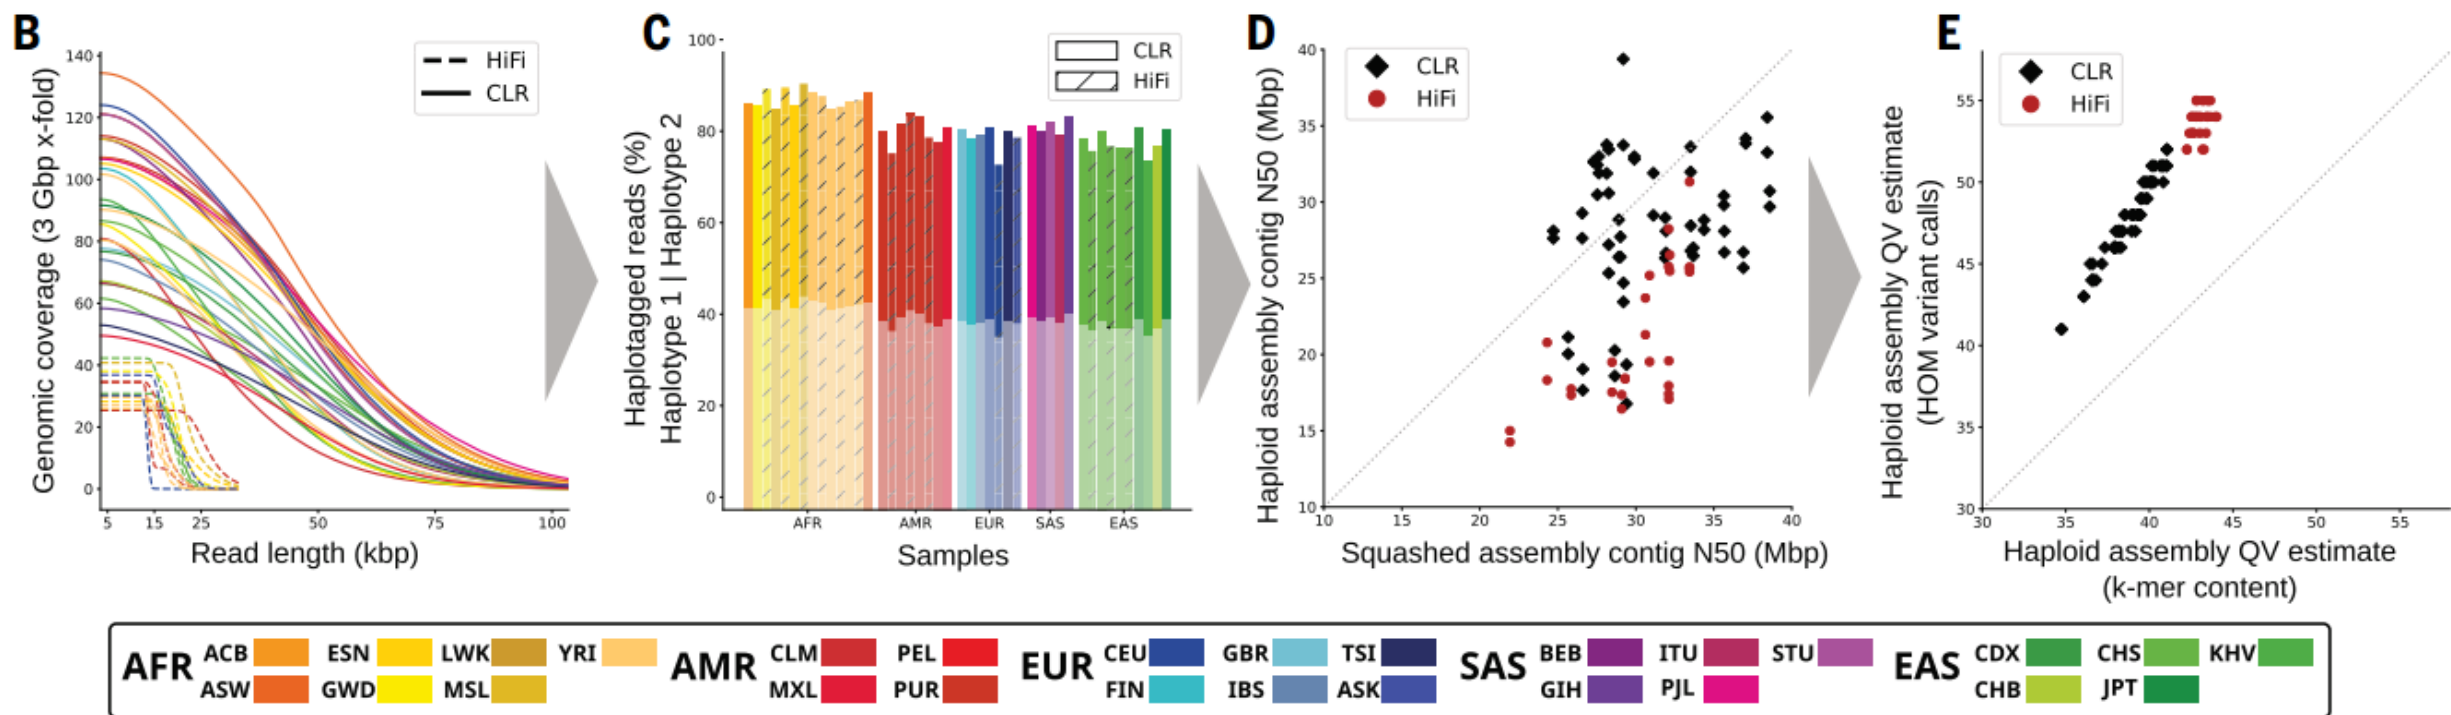 B
Genomic coverage (3 Gbp x-fold)
140
120
100
80
60
40
20
0
HiFi
CLR
5 15 25 50 75 100
Read length (kbp)
C
Haplotagged reads (%)
Haplotype 1 | Haplotype 2
100
80
60
40
20
0
CLR
HiFi
AFR AMR EUR SAS EAS
Samples
D
Haploid assembly contig N50 (Mbp)
40
35
30
25
20
15
10
CLR
HiFi
10 15 20 25 30 35 40
Squashed assembly contig N50 (Mbp)
E
Haploid assembly QV estimate
(HOM variant calls)
55
50
45
40
35
30
CLR
HiFi
30 35 40 45 50 55
Haploid assembly QV estimate
(k-mer content)
AFR ACB ESN LWK YRI
ASW GWD MSL
AMR CLM PEL
MXL PUR
EUR CEU GBR TSI
FIN IBS ASK
SAS BEB ITU STU
GIH PJL
EAS CDX CHS KHV
CHB JPT